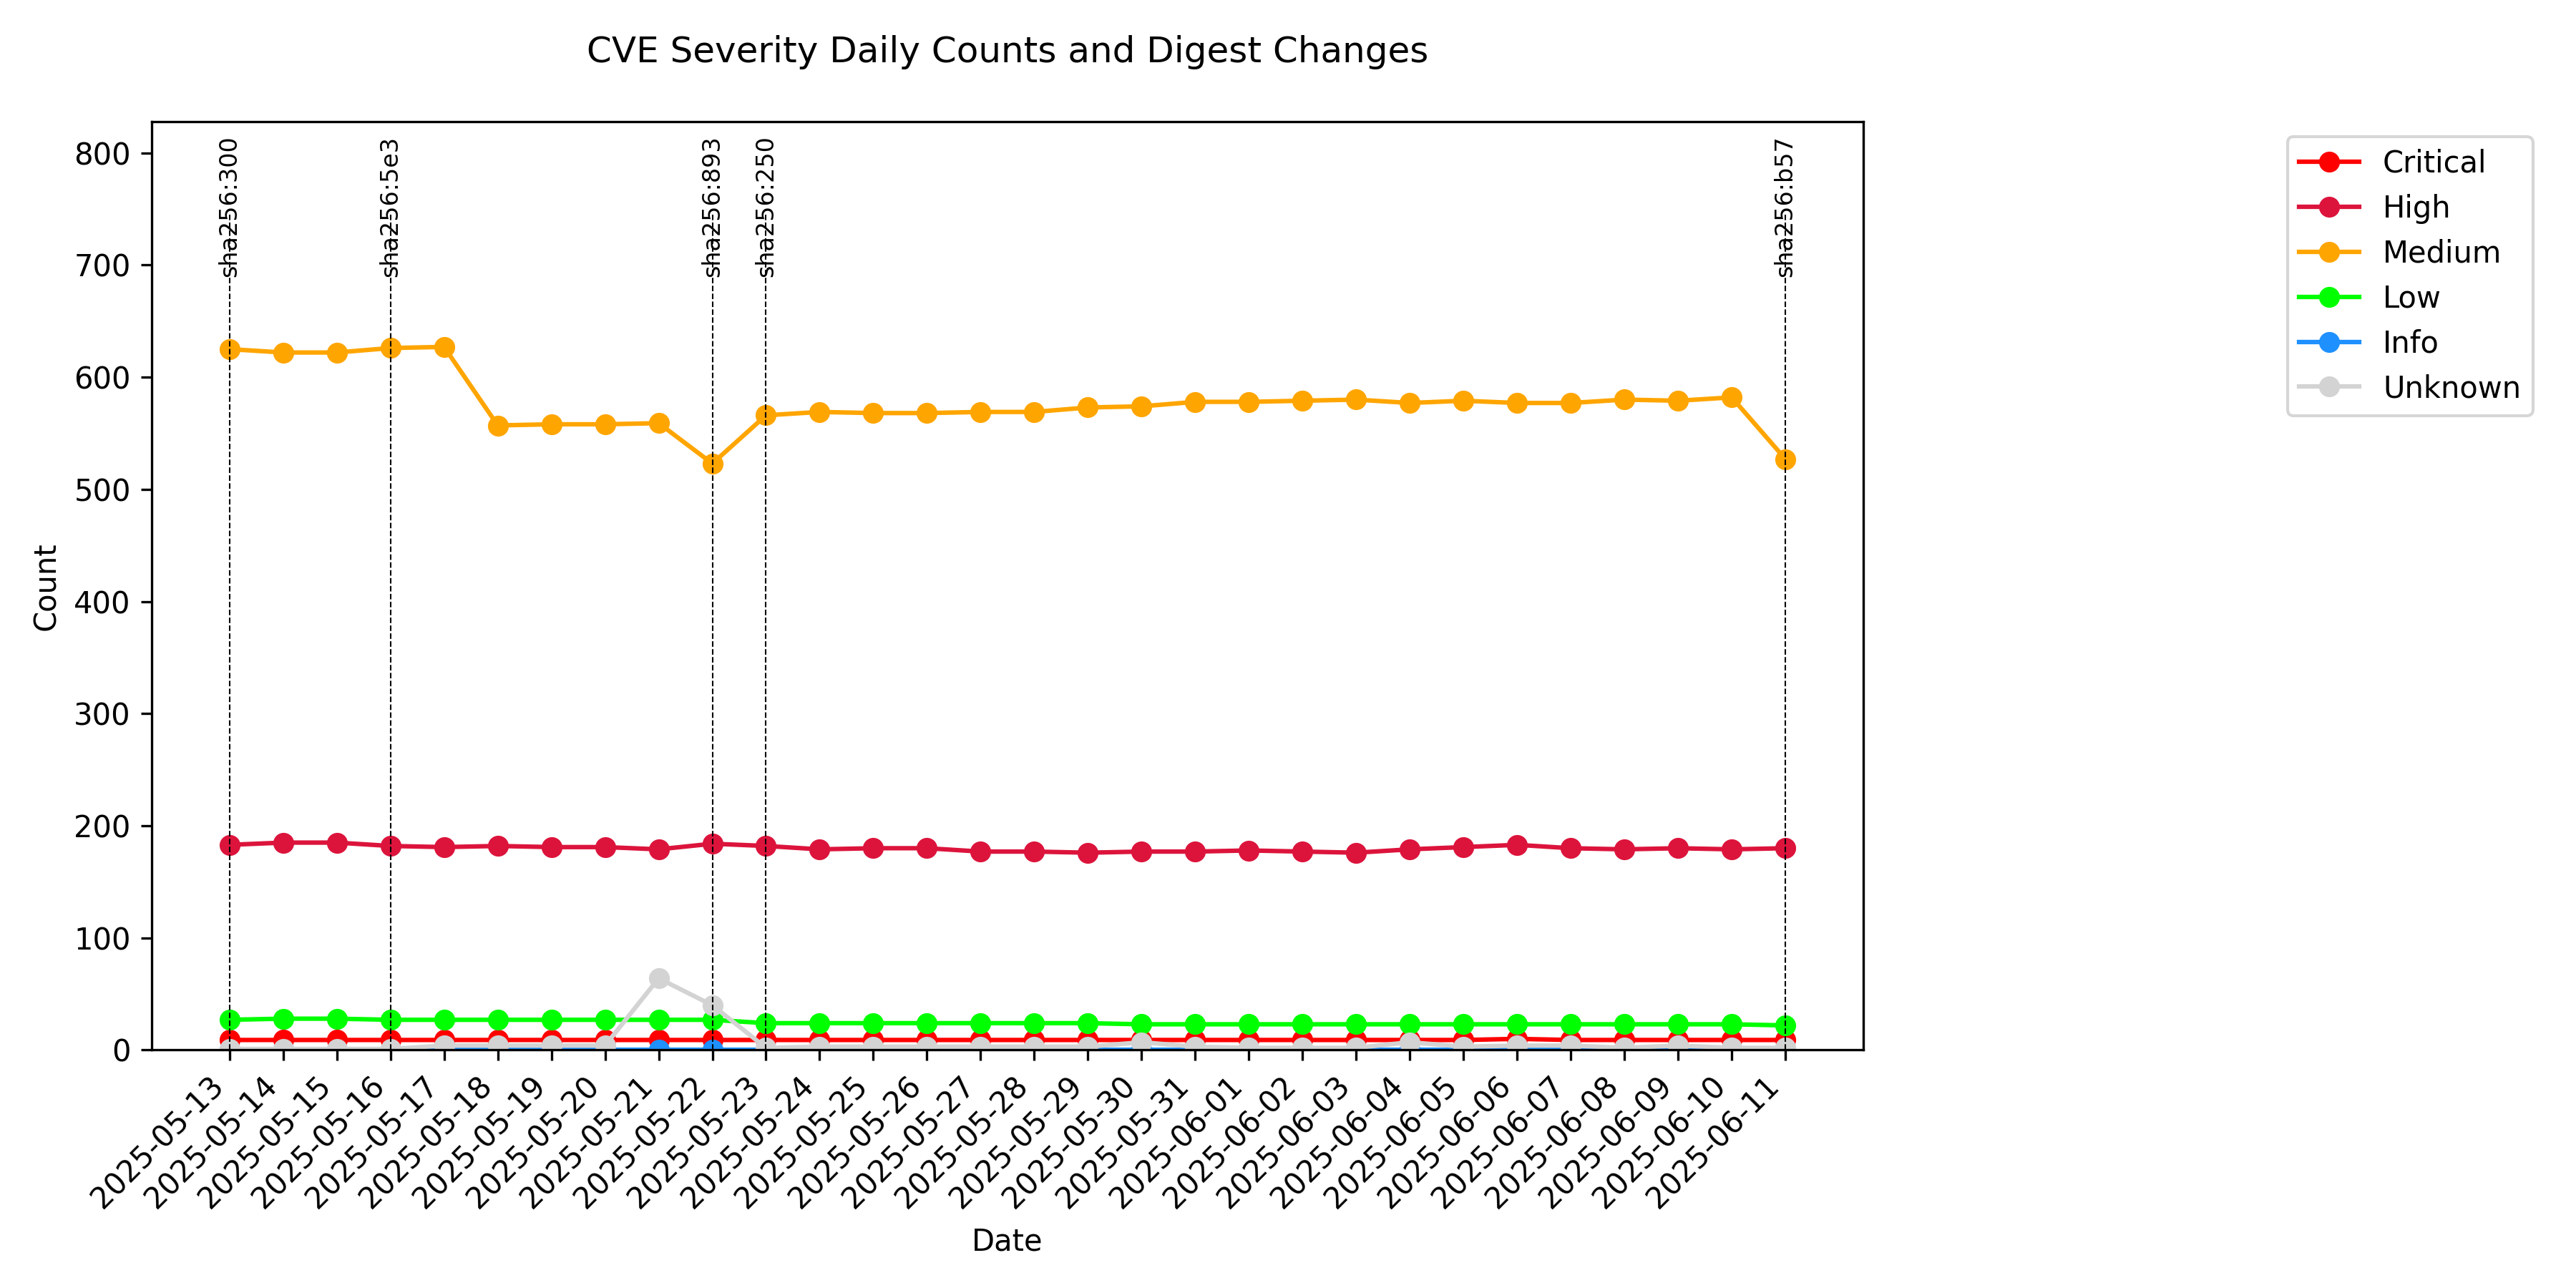 CVE Severity Daily Counts and Digest Changes
sha256:300
sha256:5e3
sha256:893
sha256:250
sha256:b57
Critical
High
Medium
Low
Info
Unknown
Count
800
700
600
500
400
300
200
100
0
2025-05-13
2025-05-14
2025-05-15
2025-05-16
2025-05-17
2025-05-18
2025-05-19
2025-05-20
2025-05-21
2025-05-22
2025-05-23
2025-05-24
2025-05-25
2025-05-26
2025-05-27
2025-05-28
2025-05-29
2025-05-30
2025-05-31
2025-06-01
2025-06-02
2025-06-03
2025-06-04
2025-06-05
2025-06-06
2025-06-07
2025-06-08
2025-06-09
2025-06-10
2025-06-11
Date